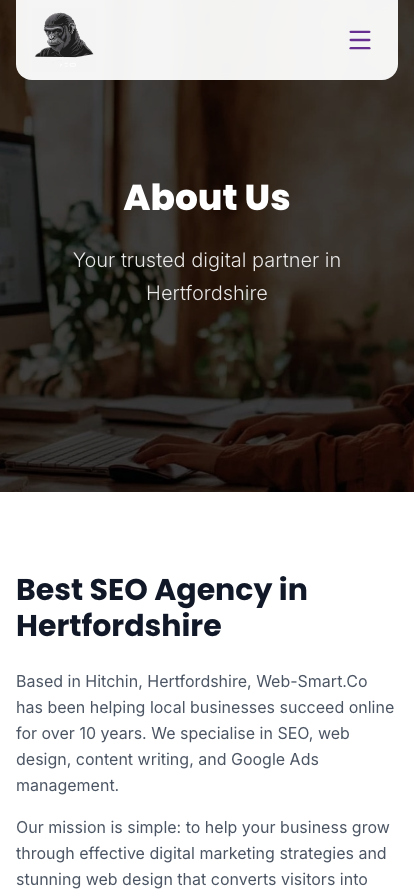 About Us
Your trusted digital partner in
Hertfordshire
Best SEO Agency in
Hertfordshire
Based in Hitchin, Hertfordshire, Web-Smart.Co
has been helping local businesses succeed online
for over 10 years. We specialise in SEO, web
design, content writing, and Google Ads
management.
Our mission is simple: to help your business grow
through effective digital marketing strategies and
stunning web design that converts visitors into